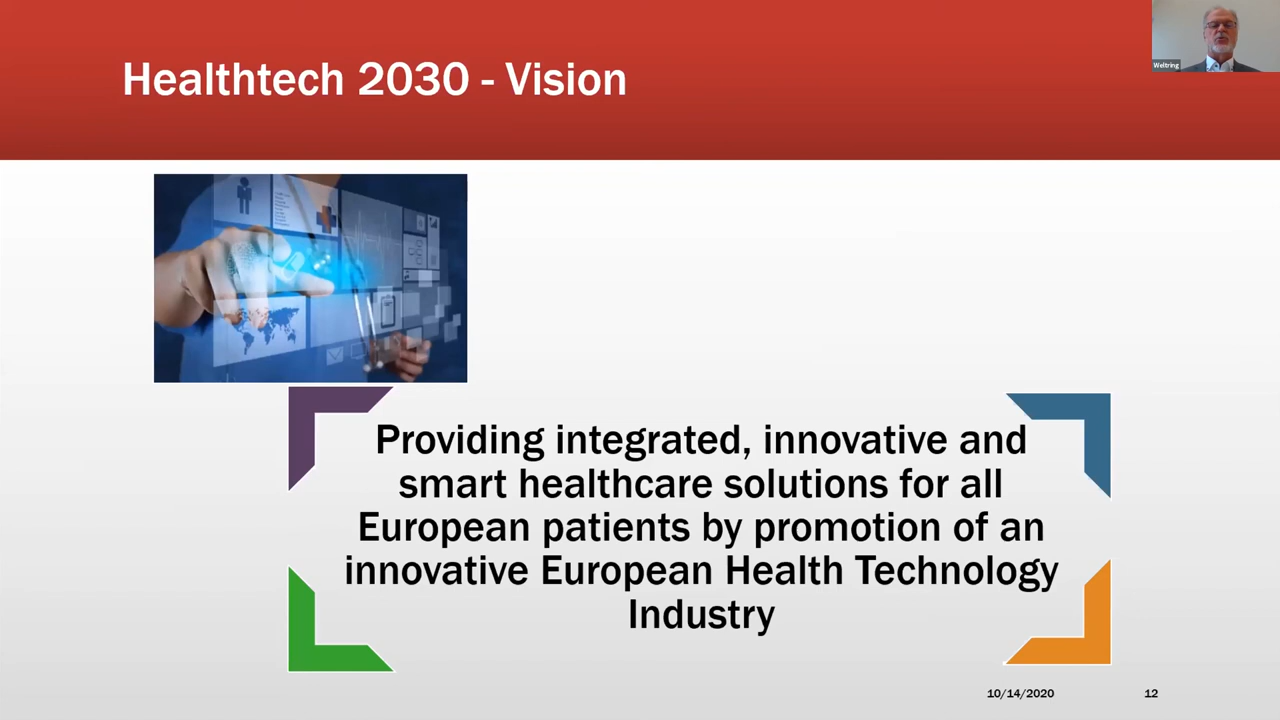 Healthtech 2030 - Vision
Weltring
Providing integrated, innovative and
smart healthcare solutions for all
European patients by promotion of an
innovative European Health Technology
Industry
10/14/2020
12